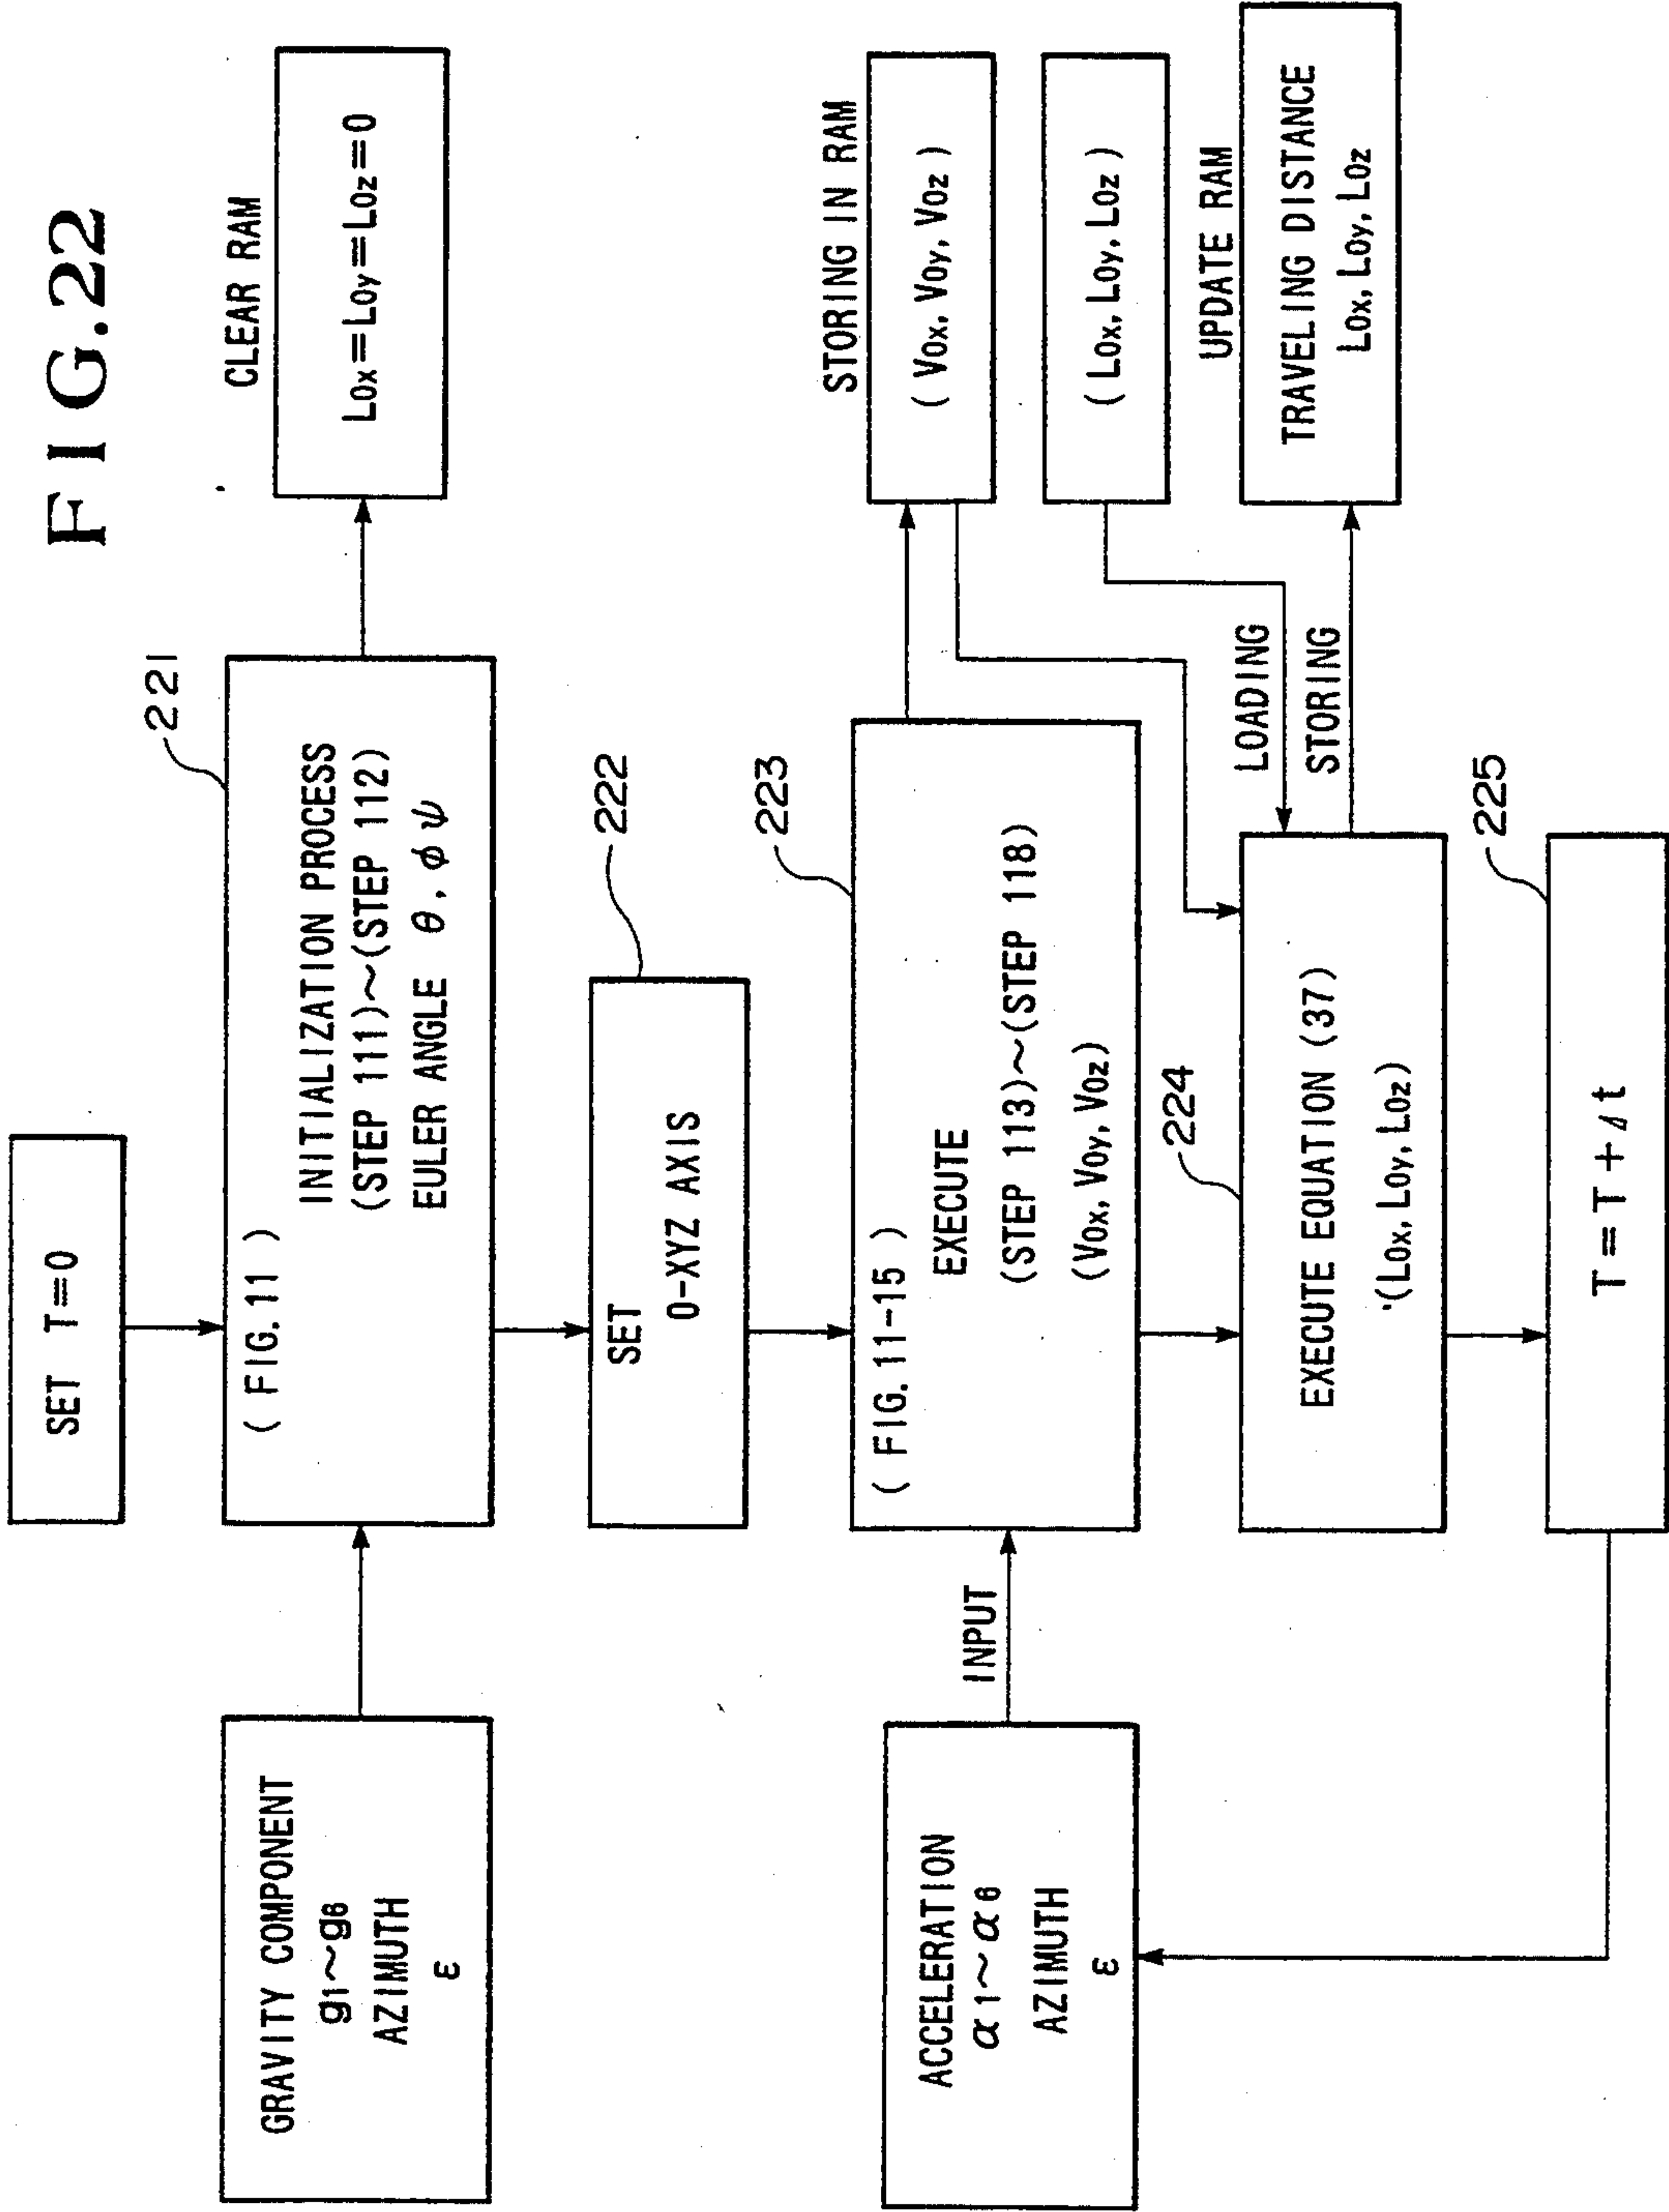 FIG.22
SET T=0
221
CLEAR RAM
GRAVITY COMPONENT
g1~g6
AZIMUTH
ε
( FIG.11 )
INITIALIZATION PROCESS
(STEP 111)~(STEP 112)
EULER ANGLE θ, φ ψ
L0x=L0y=L0z=0
222
SET
0-XYZ AXIS
223
STORING IN RAM
ACCELERATION
α1~α6
AZIMUTH
ε
INPUT
( FIG.11-15 )
EXECUTE
(STEP 113)~(STEP 118)
(V0x, V0y, V0z)
( V0x, V0y, V0z )
( L0x, L0y, L0z )
224
EXECUTE EQUATION (37)
(L0x, L0y, L0z)
LOADING
STORING
UPDATE RAM
TRAVELING DISTANCE
L0x, L0y, L0z
225
T=T+Δt